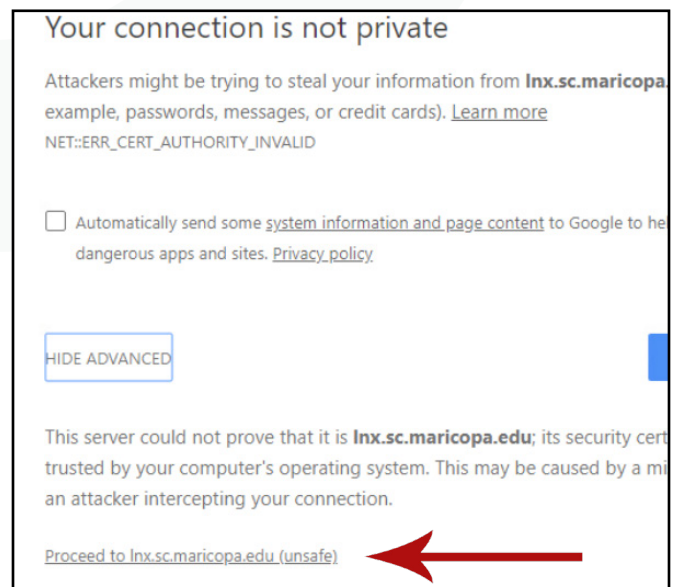 Your connection is not private
Attackers might be trying to steal your information from lnx.sc.maricopa.
example, passwords, messages, or credit cards). Learn more
NET::ERR_CERT_AUTHORITY_INVALID
Automatically send some system information and page content to Google to hel
dangerous apps and sites. Privacy policy
HIDE ADVANCED
This server could not prove that it is lnx.sc.maricopa.edu; its security cert
trusted by your computer's operating system. This may be caused by a mi
an attacker intercepting your connection.
Proceed to lnx.sc.maricopa.edu (unsafe)